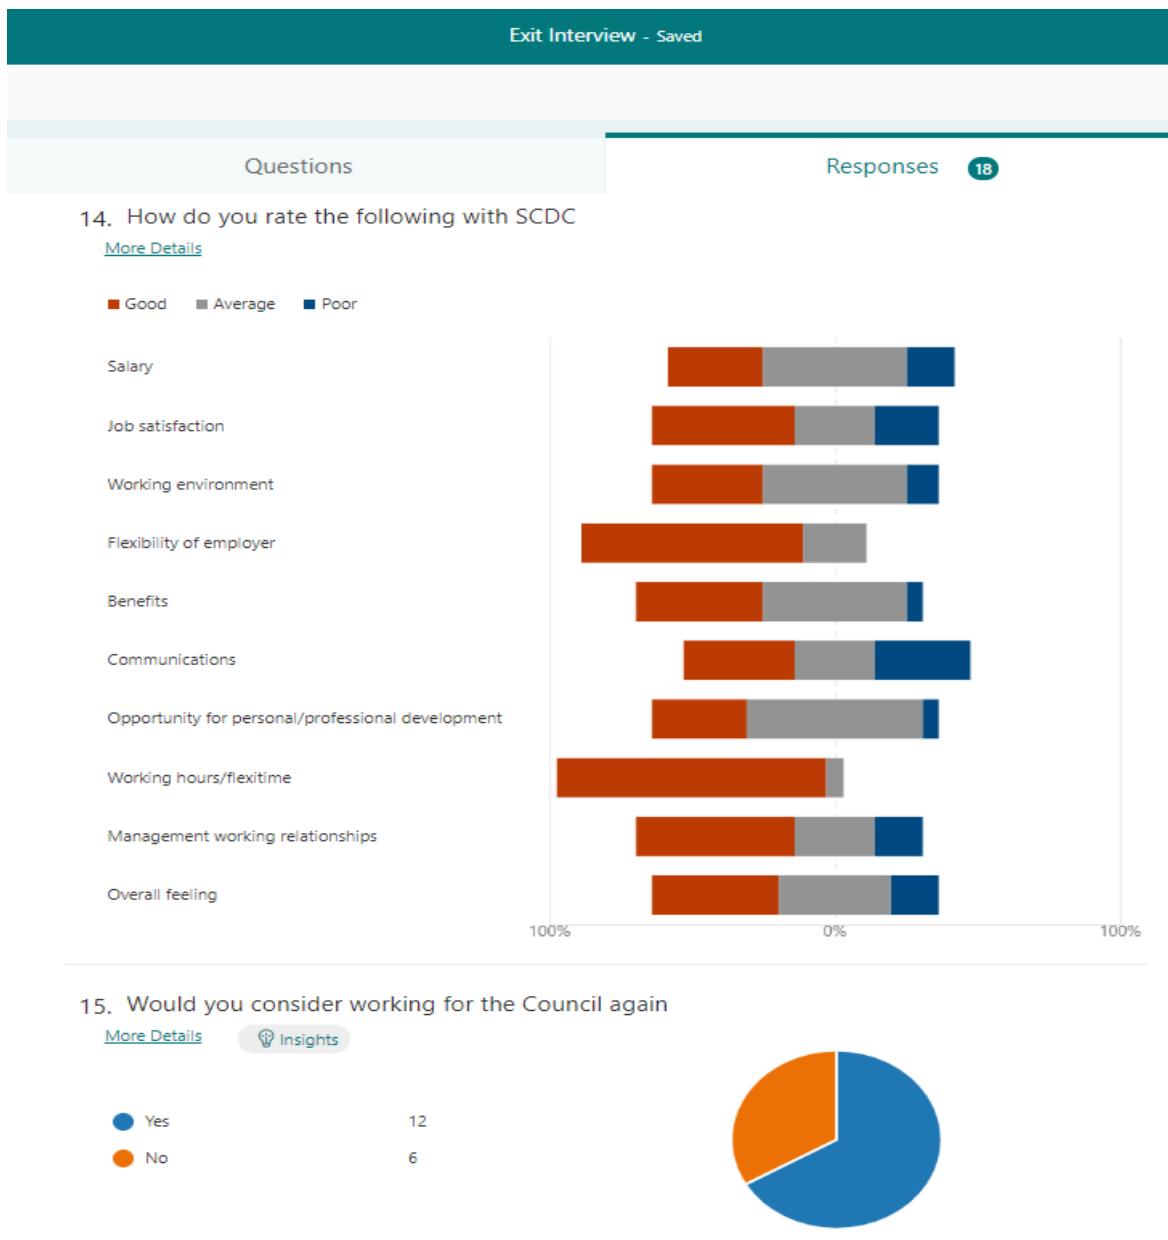 Exit Interview - Saved
Questions
Responses 18
14. How do you rate the following with SCDC
More Details
Good Average Poor
Salary
Job satisfaction
Working environment
Flexibility of employer
Benefits
Communications
Opportunity for personal/professional development
Working hours/flexitime
Management working relationships
Overall feeling
100% 0% 100%
15. Would you consider working for the Council again
More Details Insights
Yes 12
No 6